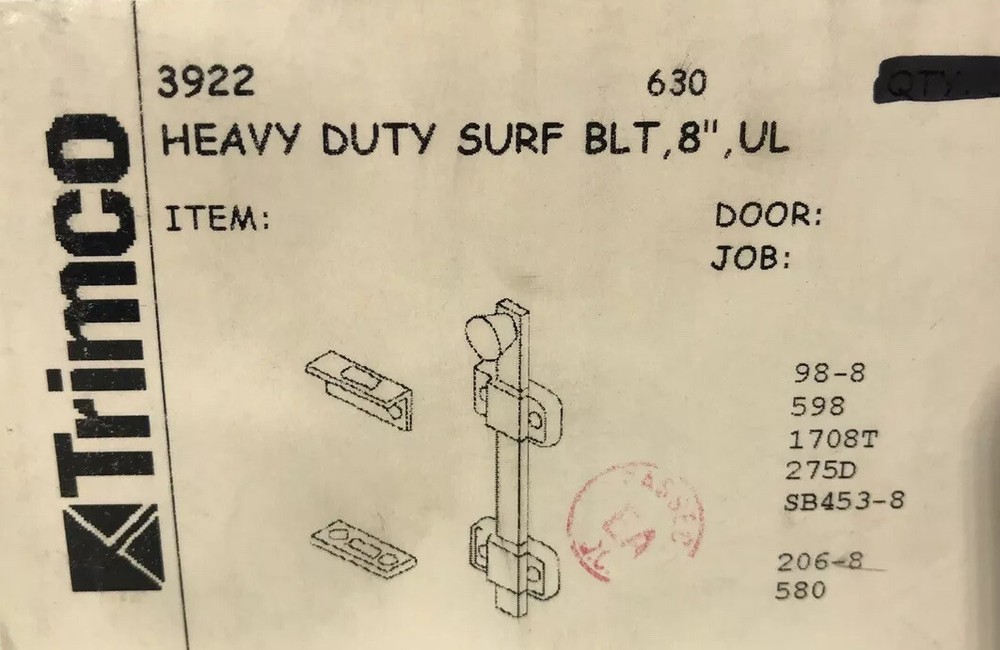 Trimco
3922 630 QTY.
HEAVY DUTY SURF BLT,8",UL
ITEM: DOOR:
JOB:
98-8
598
1708T
275D
SB453-8
206-8
580
PASSED